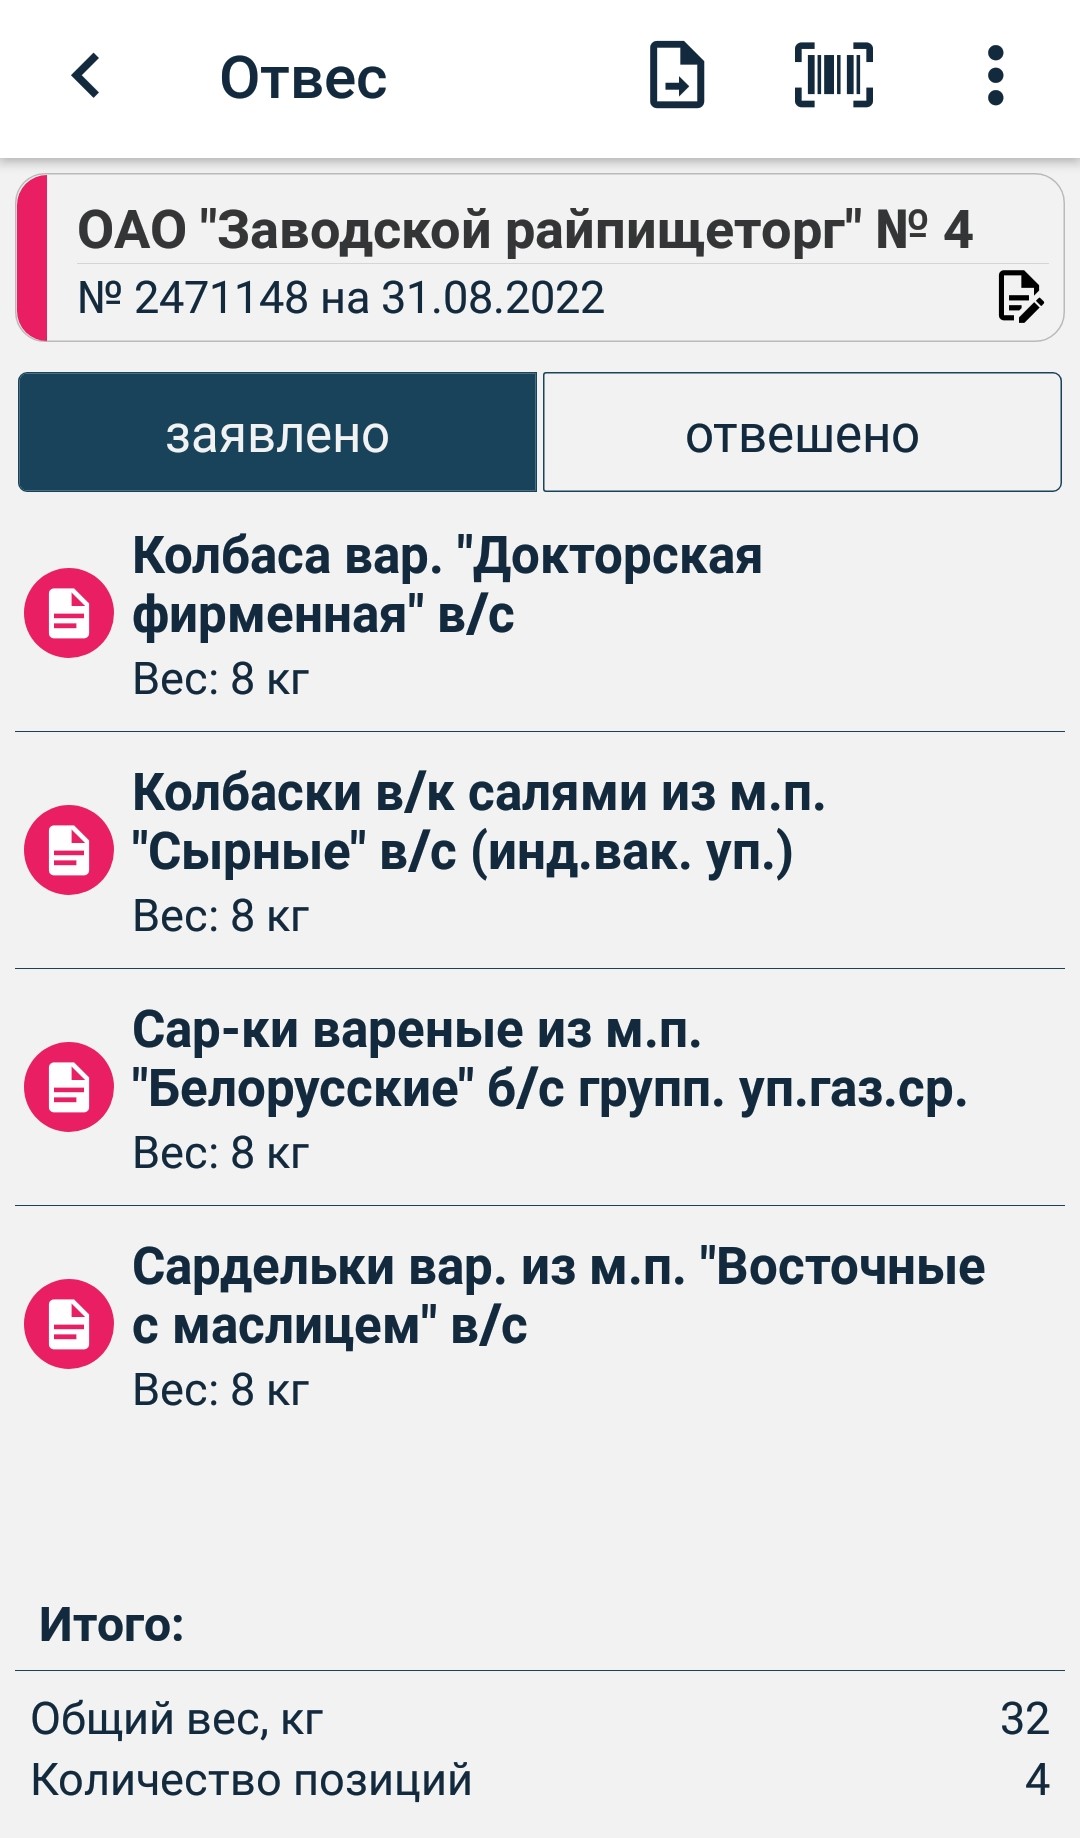 Отвес
ОАО "Заводской райпищеторг" № 4
№ 2471148 на 31.08.2022
заявлено
отвешено
Колбаса вар. "Докторская
фирменная" в/с
Вес: 8 кг
Колбаски в/к салями из м.п.
"Сырные" в/с (инд.вак. уп.)
Вес: 8 кг
Сар-ки вареные из м.п.
"Белорусские" б/с групп. уп.газ.ср.
Вес: 8 кг
Сардельки вар. из м.п. "Восточные
с маслицем" в/с
Вес: 8 кг
Итого:
Общий вес, кг 32
Количество позиций 4